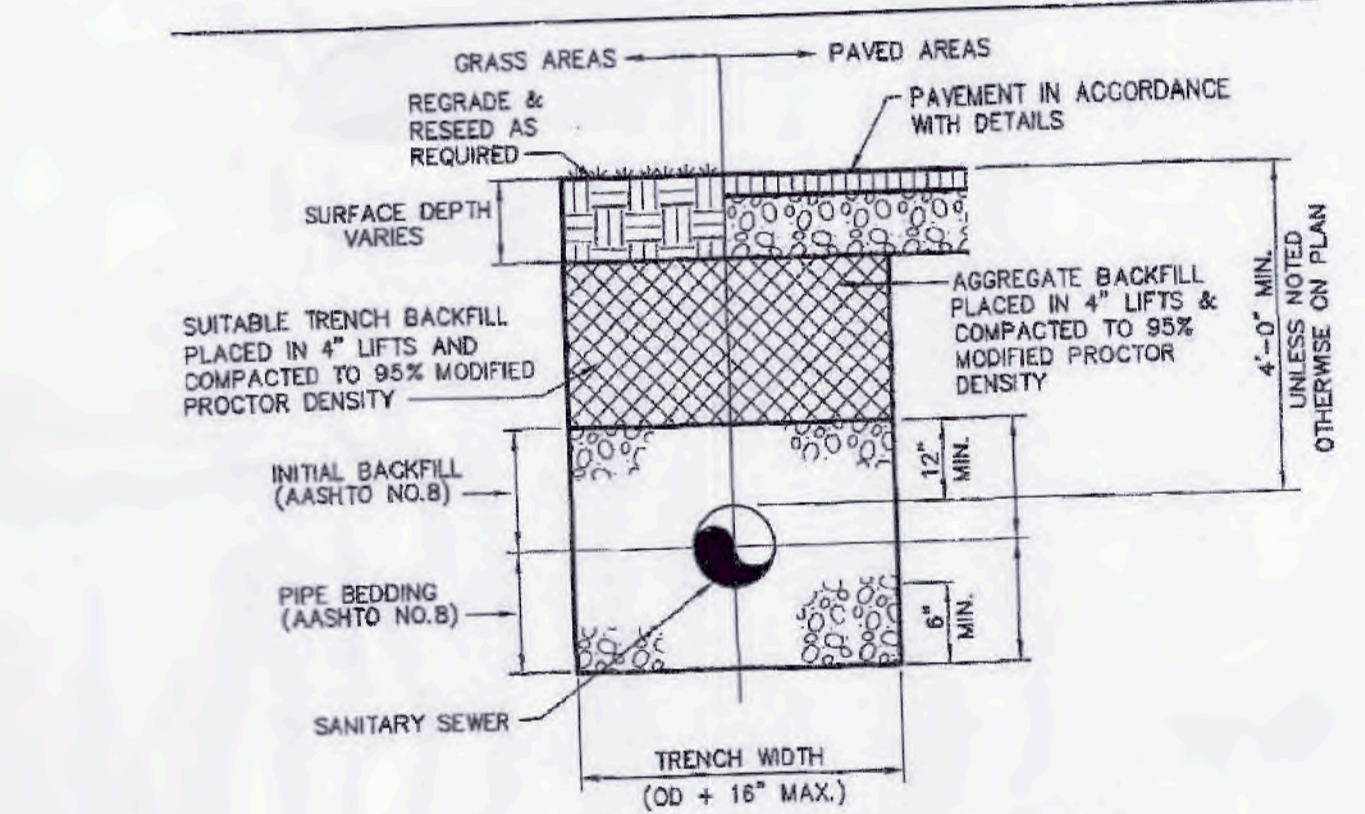 GRASS AREAS
PAVED AREAS
REGRADE &
RESEED AS
REQUIRED
PAVEMENT IN ACCORDANCE
WITH DETAILS
SURFACE DEPTH
VARIES
SUITABLE TRENCH BACKFILL
PLACED IN 4" LIFTS AND
COMPACTED TO 95% MODIFIED
PROCTOR DENSITY
AGGREGATE BACKFILL
PLACED IN 4" LIFTS &
COMPACTED TO 95%
MODIFIED PROCTOR
DENSITY
4'-0" MIN.
UNLESS NOTED
OTHERWISE ON PLAN
INITIAL BACKFILL
(AASHTO NO.8)
12"
MIN.
PIPE BEDDING
(AASHTO NO.8)
6"
MIN.
SANITARY SEWER
TRENCH WIDTH
(OD + 16" MAX.)